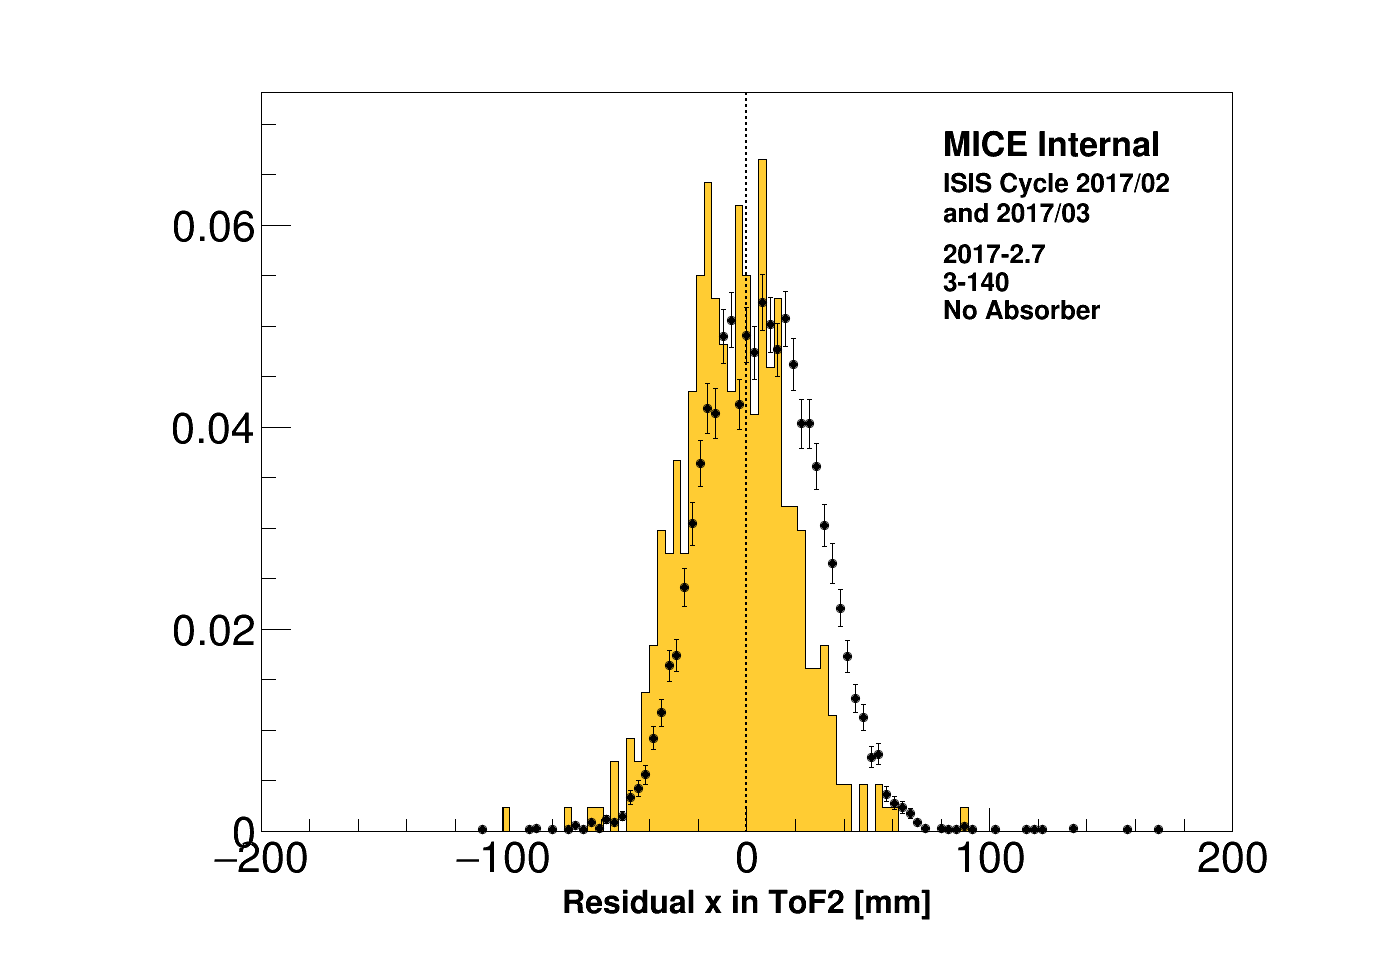 MICE Internal
ISIS Cycle 2017/02
and 2017/03
2017-2.7
3-140
No Absorber
0.06
0.04
0.02
0
−200 −100 0 100 200
Residual x in ToF2 [mm]